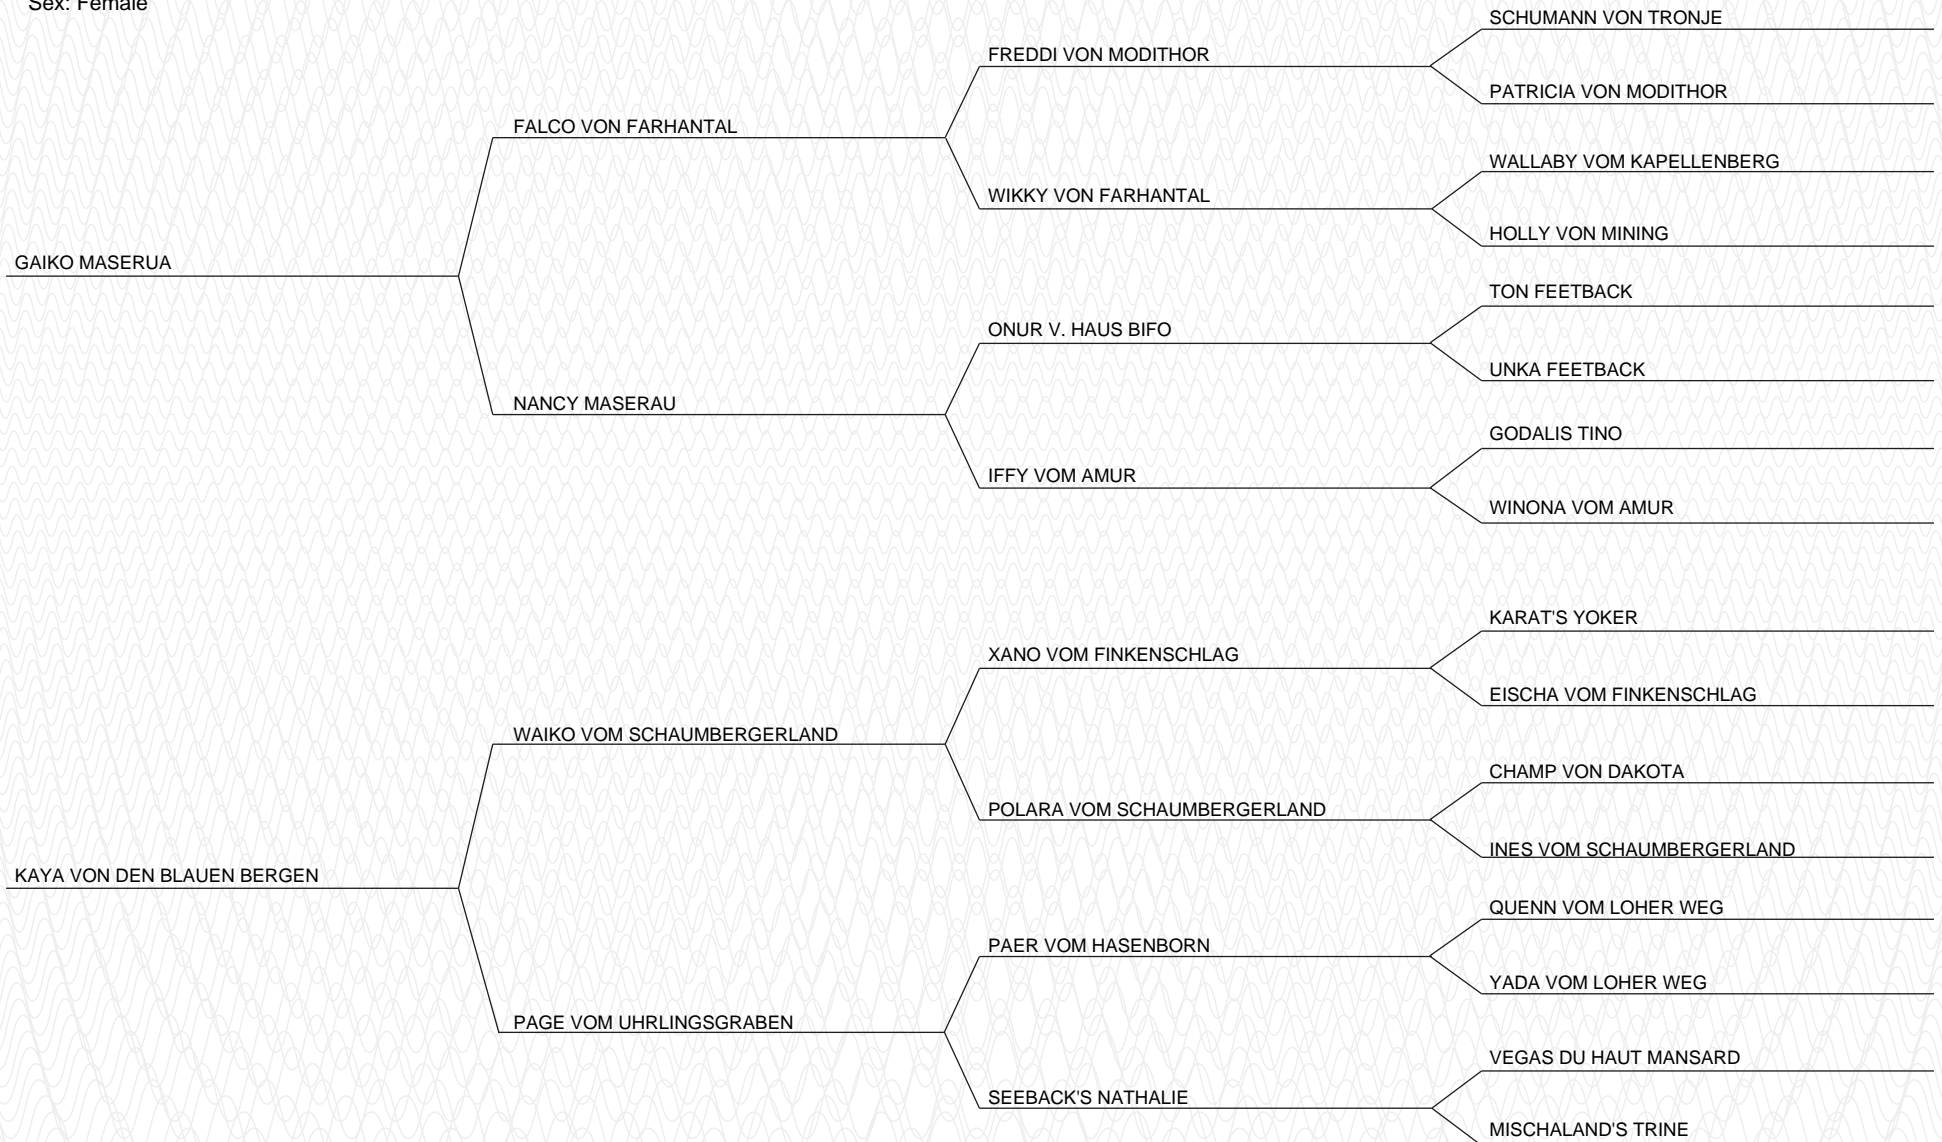 Sex: Female
SCHUMANN VON TRONJE
FREDDI VON MODITHOR
PATRICIA VON MODITHOR
FALCO VON FARHANTAL
WALLABY VOM KAPELLENBERG
WIKKY VON FARHANTAL
HOLLY VON MINING
GAIKO MASERUA
TON FEETBACK
ONUR V. HAUS BIFO
UNKA FEETBACK
NANCY MASERAU
GODALIS TINO
IFFY VOM AMUR
WINONA VOM AMUR
KARAT'S YOKER
XANO VOM FINKENSCHLAG
EISCHA VOM FINKENSCHLAG
WAIKO VOM SCHAUMBERGERLAND
CHAMP VON DAKOTA
POLARA VOM SCHAUMBERGERLAND
INES VOM SCHAUMBERGERLAND
KAYA VON DEN BLAUEN BERGEN
QUENN VOM LOHER WEG
PAER VOM HASENBORN
YADA VOM LOHER WEG
PAGE VOM UHRLINGSGRABEN
VEGAS DU HAUT MANSARD
SEEBACK'S NATHALIE
MISCHALAND'S TRINE